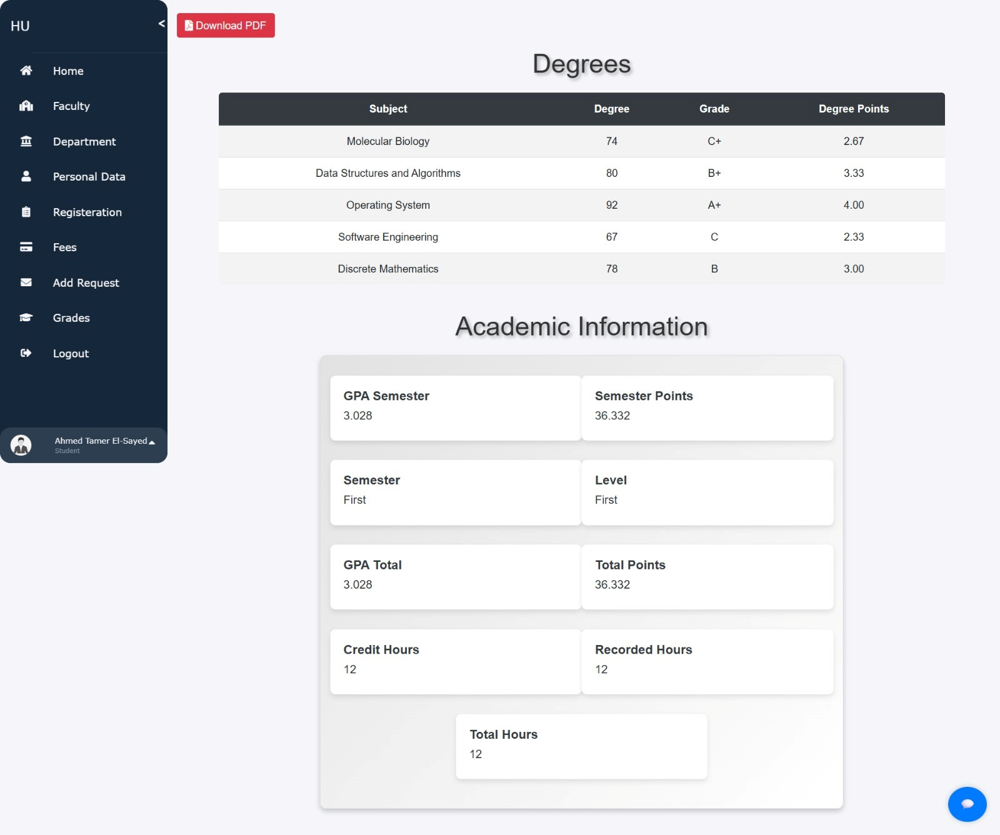 HU
<
Home
Faculty
Department
Personal Data
Registeration
Fees
Add Request
Grades
Logout
Ahmed Tamer El-Sayed
Student
Download PDF
Degrees
Subject Degree Grade Degree Points
Molecular Biology 74 C+ 2.67
Data Structures and Algorithms 80 B+ 3.33
Operating System 92 A+ 4.00
Software Engineering 67 C 2.33
Discrete Mathematics 78 B 3.00
Academic Information
GPA Semester
3.028
Semester Points
36.332
Semester
First
Level
First
GPA Total
3.028
Total Points
36.332
Credit Hours
12
Recorded Hours
12
Total Hours
12